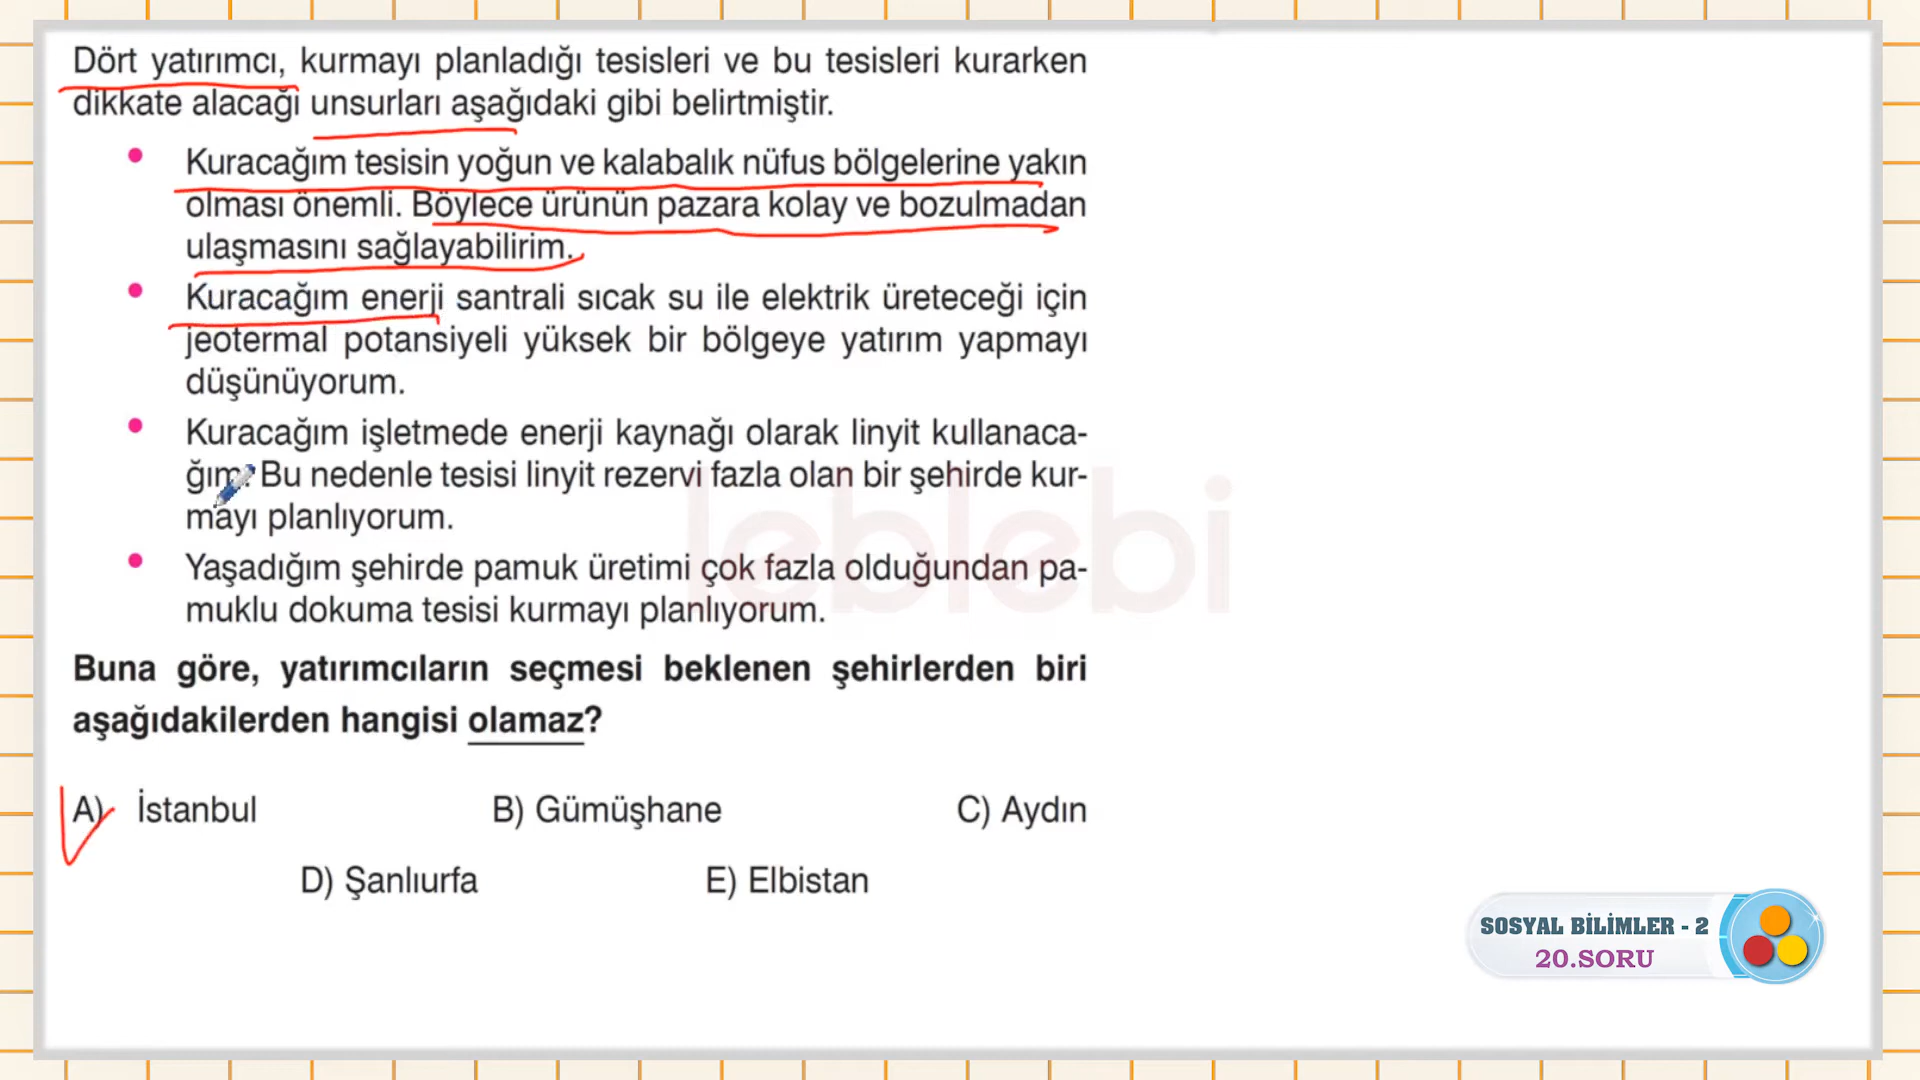 Dört yatırımcı, kurmayı planladığı tesisleri ve bu tesisleri kurarken
dikkate alacağı unsurları aşağıdaki gibi belirtmiştir.
• Kuracağım tesisin yoğun ve kalabalık nüfus bölgelerine yakın
olması önemli. Böylece ürünün pazara kolay ve bozulmadan
ulaşmasını sağlayabilirim.
• Kuracağım enerji santrali sıcak su ile elektrik üreteceği için
jeotermal potansiyeli yüksek bir bölgeye yatırım yapmayı
düşünüyorum.
• Kuracağım işletmede enerji kaynağı olarak linyit kullanaca-
ğım. Bu nedenle tesisi linyit rezervi fazla olan bir şehirde kur-
mayı planlıyorum.
• Yaşadığım şehirde pamuk üretimi çok fazla olduğundan pa-
muklu dokuma tesisi kurmayı planlıyorum.
Buna göre, yatırımcıların seçmesi beklenen şehirlerden biri
aşağıdakilerden hangisi olamaz?
A) İstanbul B) Gümüşhane C) Aydın
D) Şanlıurfa E) Elbistan
leblebi
SOSYAL BİLİMLER - 2
20.SORU